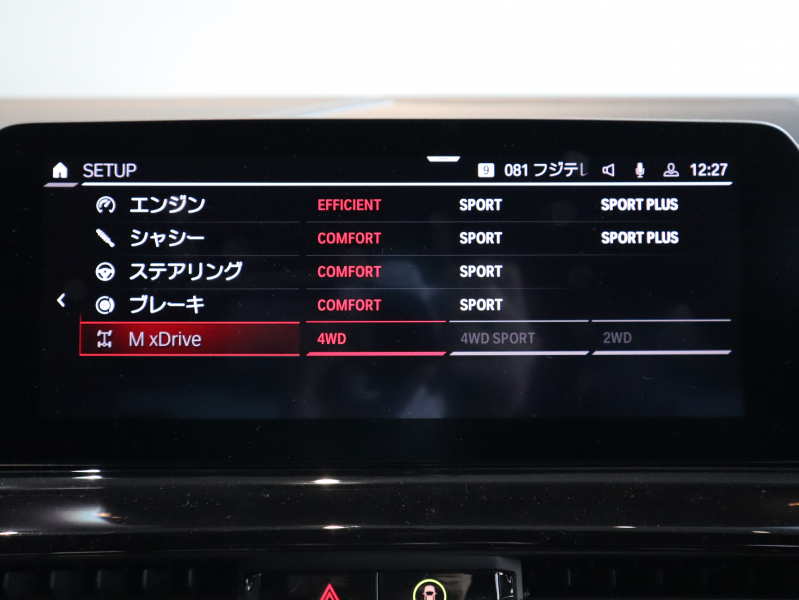 SETUP 9 081 フジテレ 12:27
エンジン EFFICIENT SPORT SPORT PLUS
シャシー COMFORT SPORT SPORT PLUS
ステアリング COMFORT SPORT
ブレーキ COMFORT SPORT
M xDrive 4WD 4WD SPORT 2WD